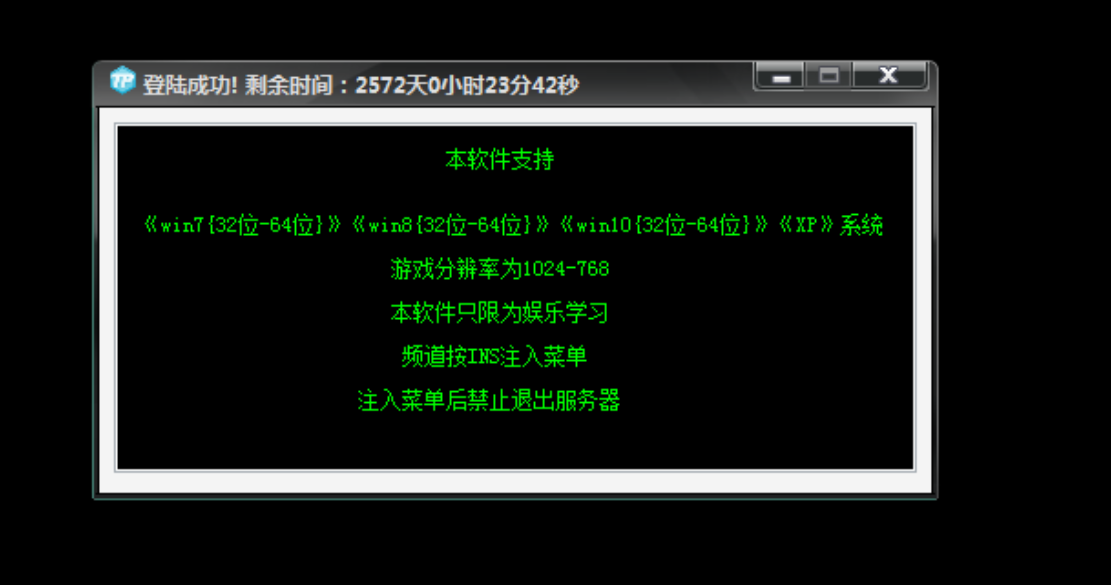 TP 登陆成功! 剩余时间：2572天0小时23分42秒
本软件支持
《win7{32位-64位}》《win8{32位-64位}》《win10{32位-64位}》《XP》系统
游戏分辨率为1024-768
本软件只限为娱乐学习
频道按INS注入菜单
注入菜单后禁止退出服务器